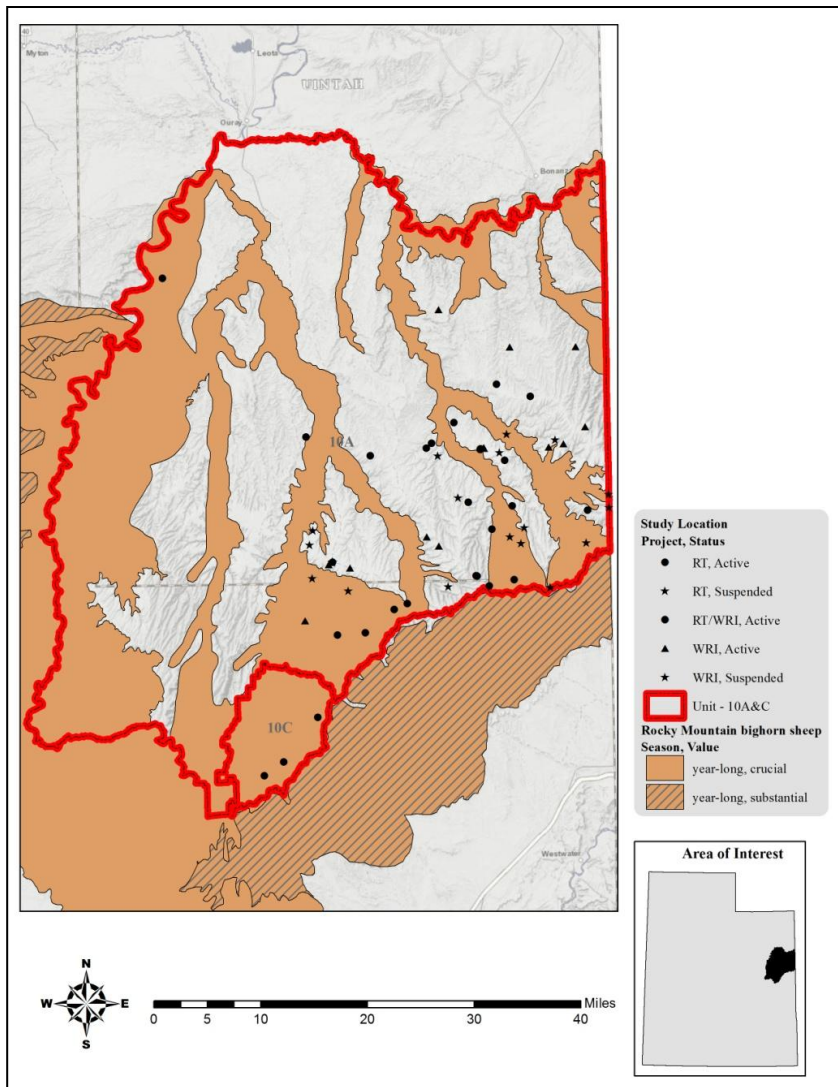 40
Myton
Leota
UINTAH
Ouray
Bonanz
10A
10C
Westwater
Study Location
Project, Status
RT, Active
RT, Suspended
RT/WRI, Active
WRI, Active
WRI, Suspended
Unit - 10A&C
Rocky Mountain bighorn sheep
Season, Value
year-long, crucial
year-long, substantial
Area of Interest
N
W
E
S
Miles
0
5
10
20
30
40